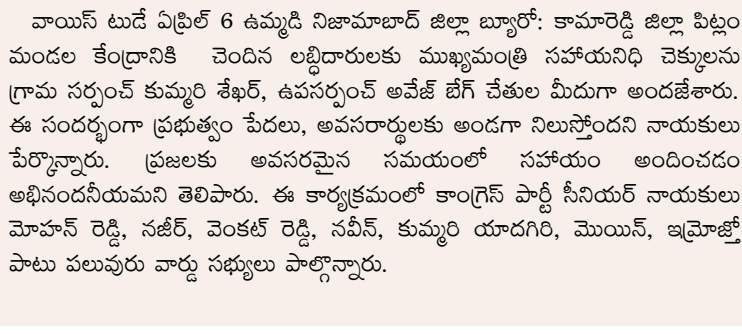 వాయిస్ టుడే ఏప్రిల్ 6 ఉమ్మడి నిజామాబాద్ జిల్లా బ్యూరో: కామారెడ్డి జిల్లా పిట్లం
మండల కేంద్రానికి చెందిన లబ్ధిదారులకు ముఖ్యమంత్రి సహాయనిధి చెక్కులను
గ్రామ సర్పంచ్ కుమ్మరి శేఖర్, ఉపసర్పంచ్ అవేజ్ బేగ్ చేతుల మీదుగా అందజేశారు.
ఈ సందర్భంగా ప్రభుత్వం పేదలు, అవసరార్థులకు అండగా నిలుస్తోందని నాయకులు
పేర్కొన్నారు. ప్రజలకు అవసరమైన సమయంలో సహాయం అందించడం
అభినందనీయమని తెలిపారు. ఈ కార్యక్రమంలో కాంగ్రెస్ పార్టీ సీనియర్ నాయకులు
మోహన్ రెడ్డి, నజీర్, వెంకట్ రెడ్డి, నవీన్, కుమ్మరి యాదగిరి, మొయిన్, ఇమ్రోజ్తో
పాటు పలువురు వార్డు సభ్యులు పాల్గొన్నారు.